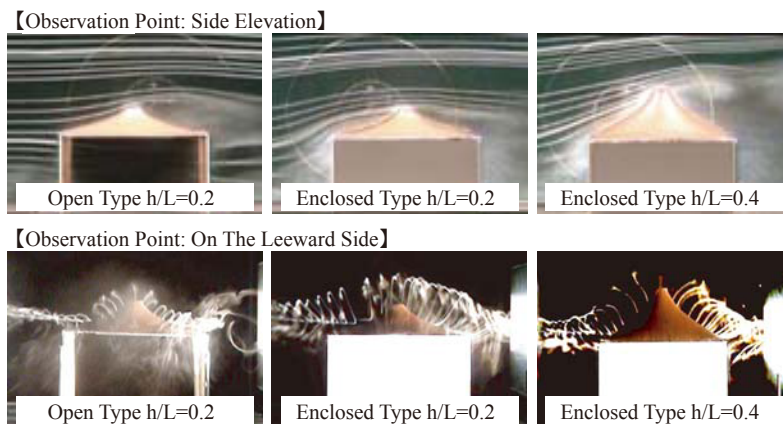 【Observation Point: Side Elevation】
Open Type h/L=0.2
Enclosed Type h/L=0.2
Enclosed Type h/L=0.4
【Observation Point: On The Leeward Side】
Open Type h/L=0.2
Enclosed Type h/L=0.2
Enclosed Type h/L=0.4